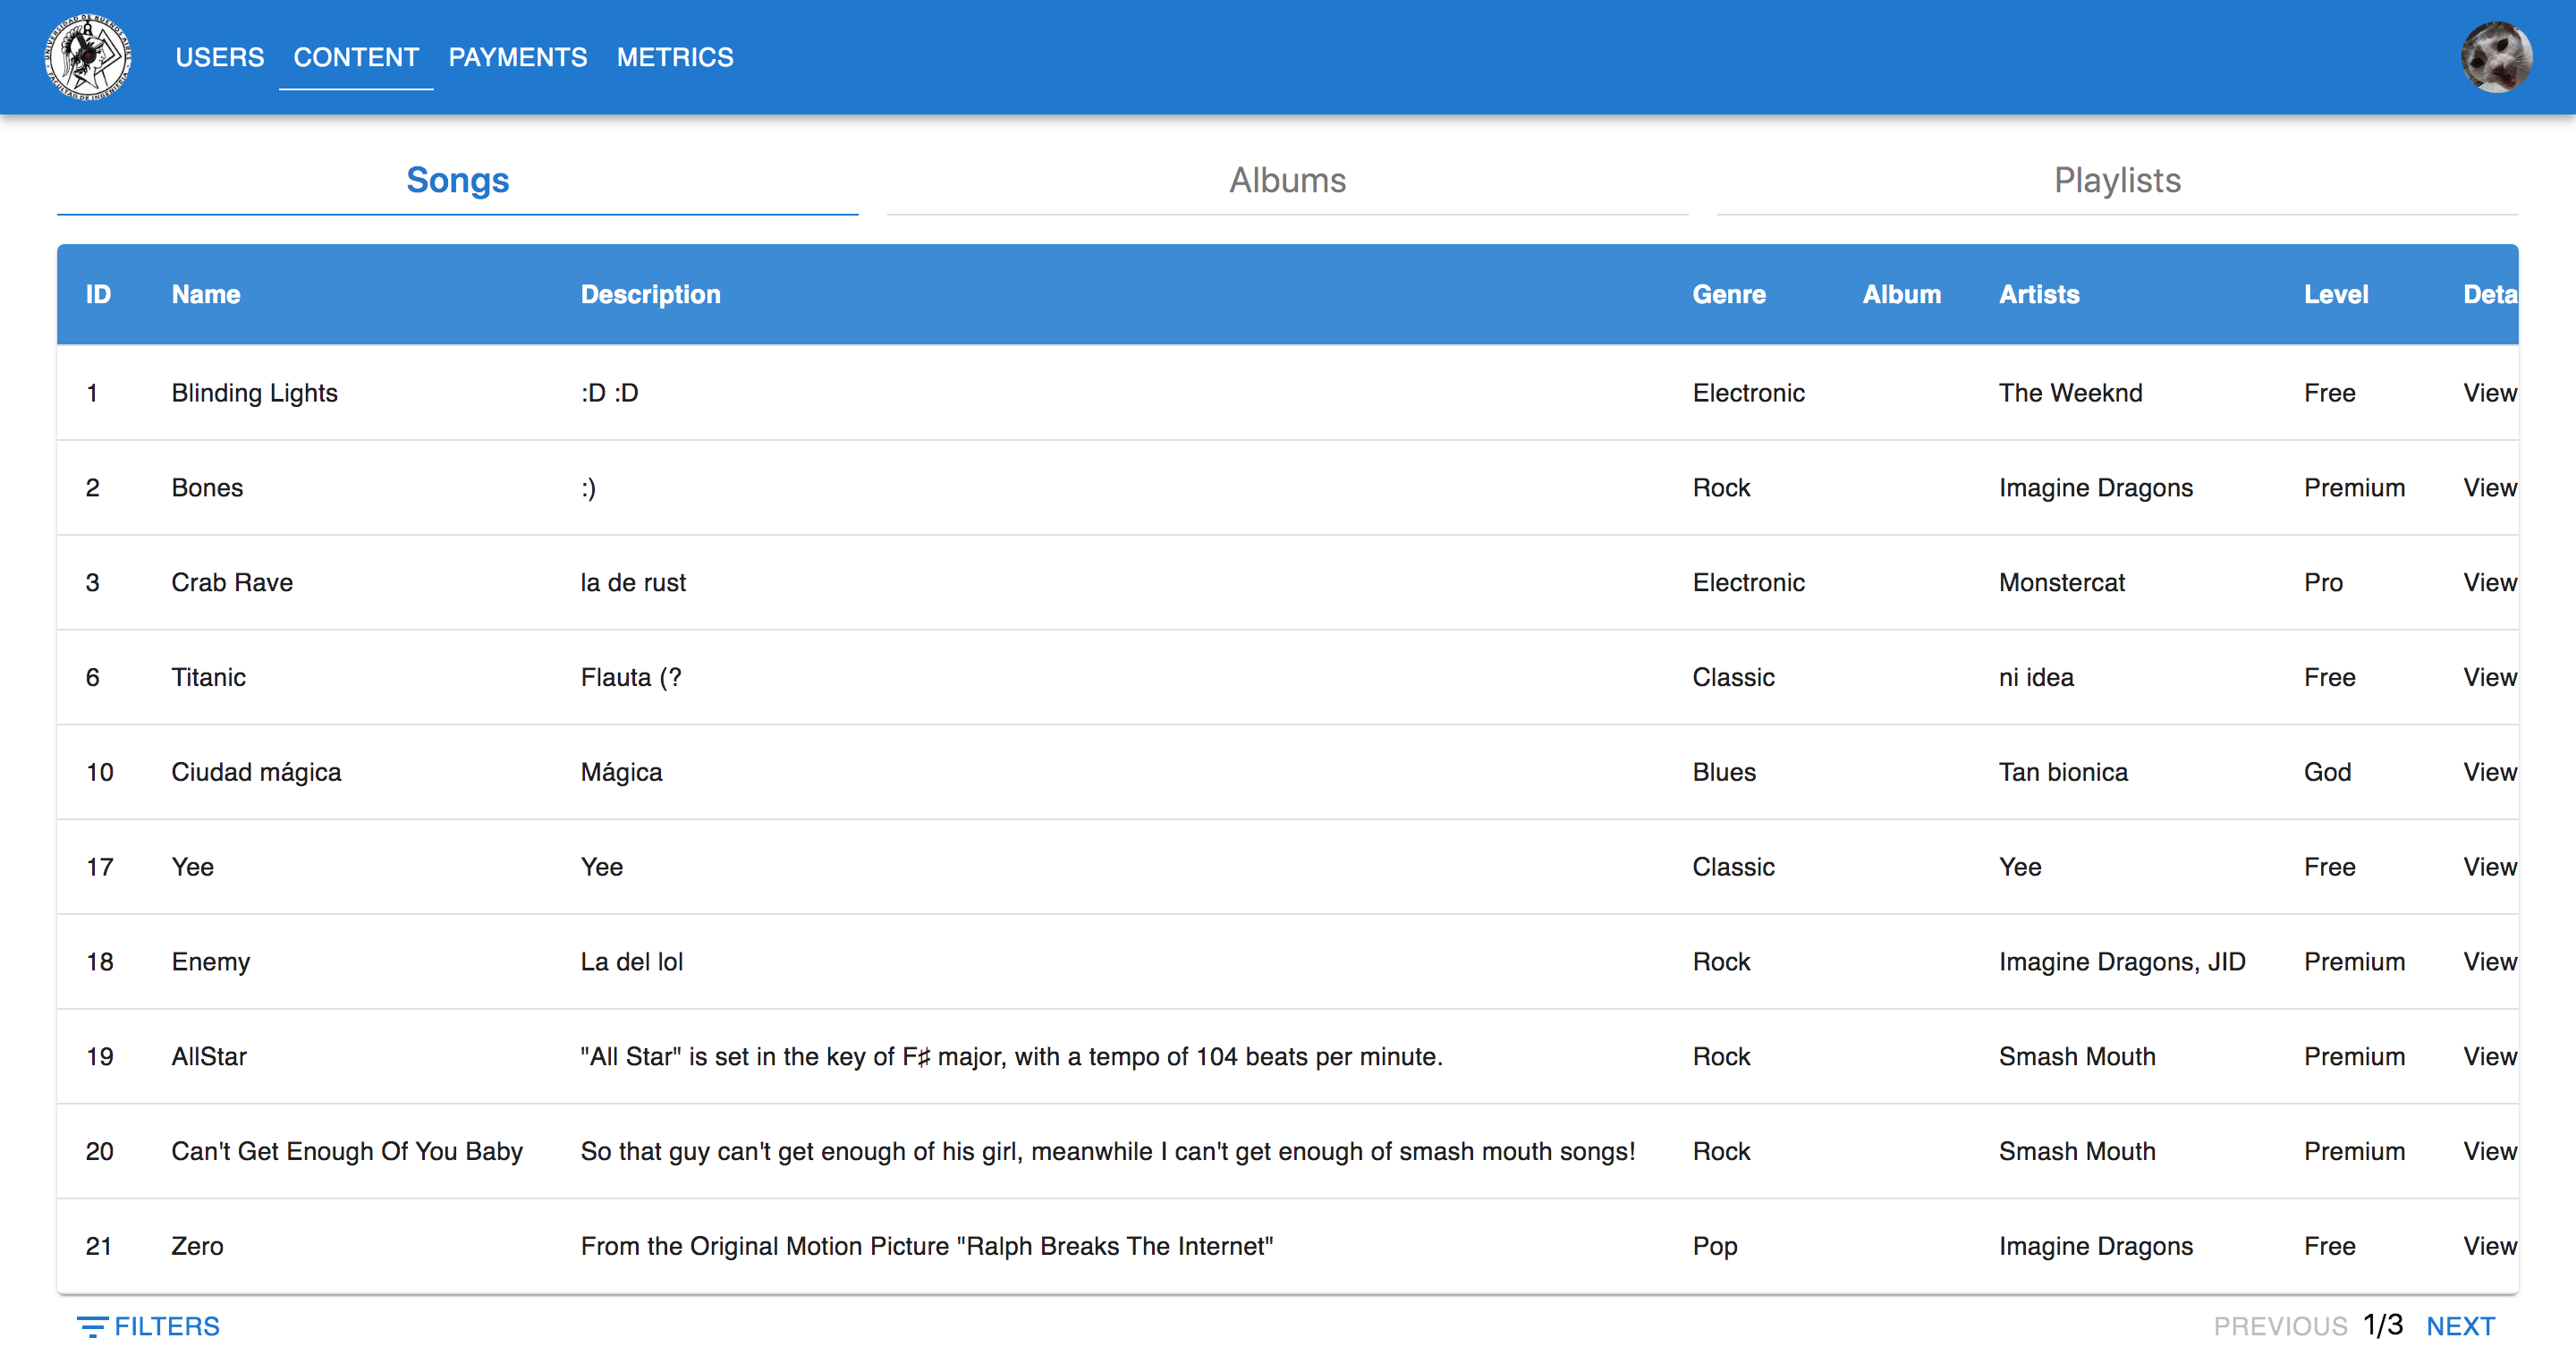 UNIVERSIDAD DE BUENOS AIRES
FACULTAD DE INGENIERIA
USERS CONTENT PAYMENTS METRICS
Songs Albums Playlists
ID Name Description Genre Album Artists Level Deta
1 Blinding Lights :D :D Electronic The Weeknd Free View
2 Bones :) Rock Imagine Dragons Premium View
3 Crab Rave la de rust Electronic Monstercat Pro View
6 Titanic Flauta (? Classic ni idea Free View
10 Ciudad mágica Mágica Blues Tan bionica God View
17 Yee Yee Classic Yee Free View
18 Enemy La del lol Rock Imagine Dragons, JID Premium View
19 AllStar "All Star" is set in the key of F♯ major, with a tempo of 104 beats per minute. Rock Smash Mouth Premium View
20 Can't Get Enough Of You Baby So that guy can't get enough of his girl, meanwhile I can't get enough of smash mouth songs! Rock Smash Mouth Premium View
21 Zero From the Original Motion Picture "Ralph Breaks The Internet" Pop Imagine Dragons Free View
FILTERS PREVIOUS 1/3 NEXT